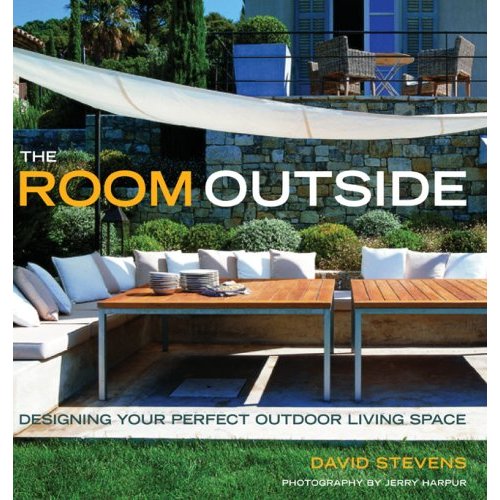 THE
ROOM OUTSIDE
DESIGNING YOUR PERFECT OUTDOOR LIVING SPACE
DAVID STEVENS
PHOTOGRAPHY BY JERRY HARPUR